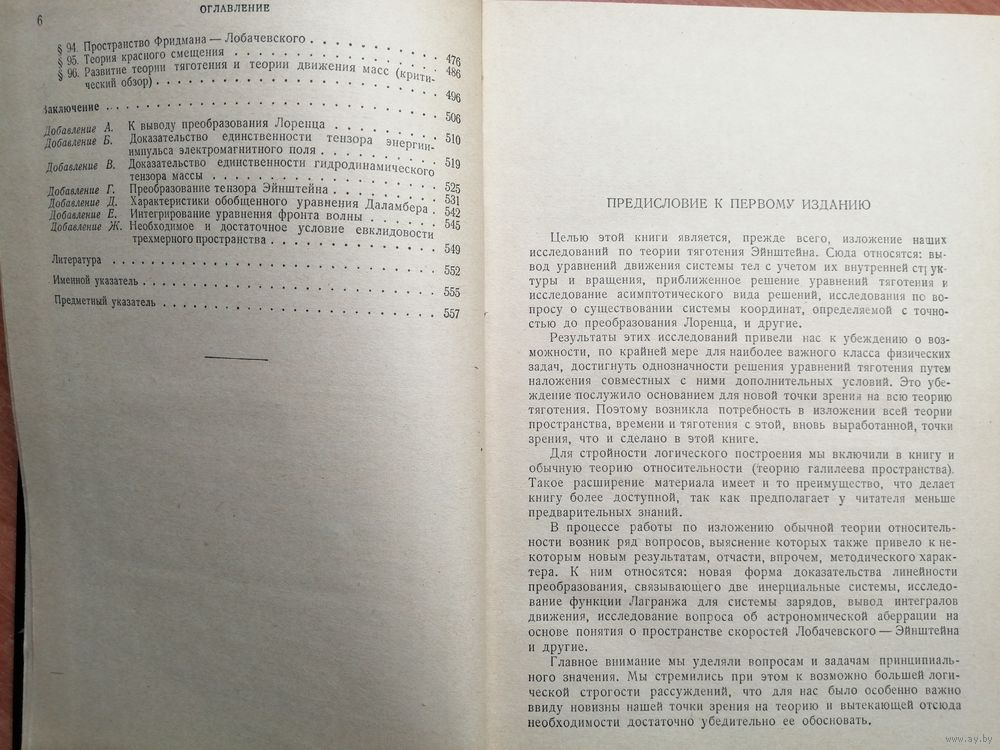 6
ОГЛАВЛЕНИЕ
§ 94. Пространство Фридмана — Лобачевского . . . . . . . . . . 476
§ 95. Теория красного смещения . . . . . . . . . . . . . . . . 486
§ 96. Развитие теории тяготения и теории движения масс (крити-
ческий обзор) . . . . . . . . . . . . . . . . . . . . . 496
Заключение . . . . . . . . . . . . . . . . . . . . . . . . 506
Добавление А. К выводу преобразования Лоренца . . . . . . . . 510
Добавление Б. Доказательство единственности тензора энергии-
импульса электромагнитного поля . . . . . . . . . 519
Добавление В. Доказательство единственности гидродинамического
тензора массы . . . . . . . . . . . . . . . . . . 525
Добавление Г. Преобразование тензора Эйнштейна . . . . . . . . 531
Добавление Д. Характеристики обобщенного уравнения Даламбера . 542
Добавление Е. Интегрирование уравнения фронта волны . . . . . 545
Добавление Ж. Необходимое и достаточное условие евклидовости
трехмерного пространства . . . . . . . . . . . . . 549
Литература . . . . . . . . . . . . . . . . . . . . . . . . 552
Именной указатель . . . . . . . . . . . . . . . . . . . . . 555
Предметный указатель . . . . . . . . . . . . . . . . . . . 557
ПРЕДИСЛОВИЕ К ПЕРВОМУ ИЗДАНИЮ
Целью этой книги является, прежде всего, изложение наших
исследований по теории тяготения Эйнштейна. Сюда относятся: вы-
вод уравнений движения системы тел с учетом их внутренней струк-
туры и вращения, приближенное решение уравнений тяготения и
исследование асимптотического вида решений, исследования по во-
просу о существовании системы координат, определяемой с точно-
стью до преобразования Лоренца, и другие.
Результаты этих исследований привели нас к убеждению о воз-
можности, по крайней мере для наиболее важного класса физических
задач, достигнуть однозначности решения уравнений тяготения путем
наложения совместных с ними дополнительных условий. Это убе-
ждение послужило основанием для новой точки зрения на всю теорию
тяготения. Поэтому возникла потребность в изложении всей теории
пространства, времени и тяготения с этой, вновь выработанной, точки
зрения, что и сделано в этой книге.
Для стройности логического построения мы включили в книгу и
обычную теорию относительности (теорию галилеева пространства).
Такое расширение материала имеет и то преимущество, что делает
книгу более доступной, так как предполагает у читателя меньше
предварительных знаний.
В процессе работы по изложению обычной теории относитель-
ности возник ряд вопросов, выяснение которых также привело к не-
которым новым результатам, отчасти, впрочем, методического харак-
тера. К ним относятся: новая форма доказательства линейности
преобразования, связывающего две инерциальные системы, исследо-
вание функции Лагранжа для системы зарядов, вывод интегралов
движения, исследование вопроса об астрономической аберрации на
основе понятия о пространстве скоростей Лобачевского — Эйнштейна
и другие.
Главное внимание мы уделяли вопросам и задачам принципиаль-
ного значения. Мы стремились при этом к возможно большей логи-
ческой строгости рассуждений, что для нас было особенно важно
ввиду новизны нашей точки зрения на теорию и вытекающей отсюда
необходимости достаточно убедительно ее обосновать.
www.ay.by